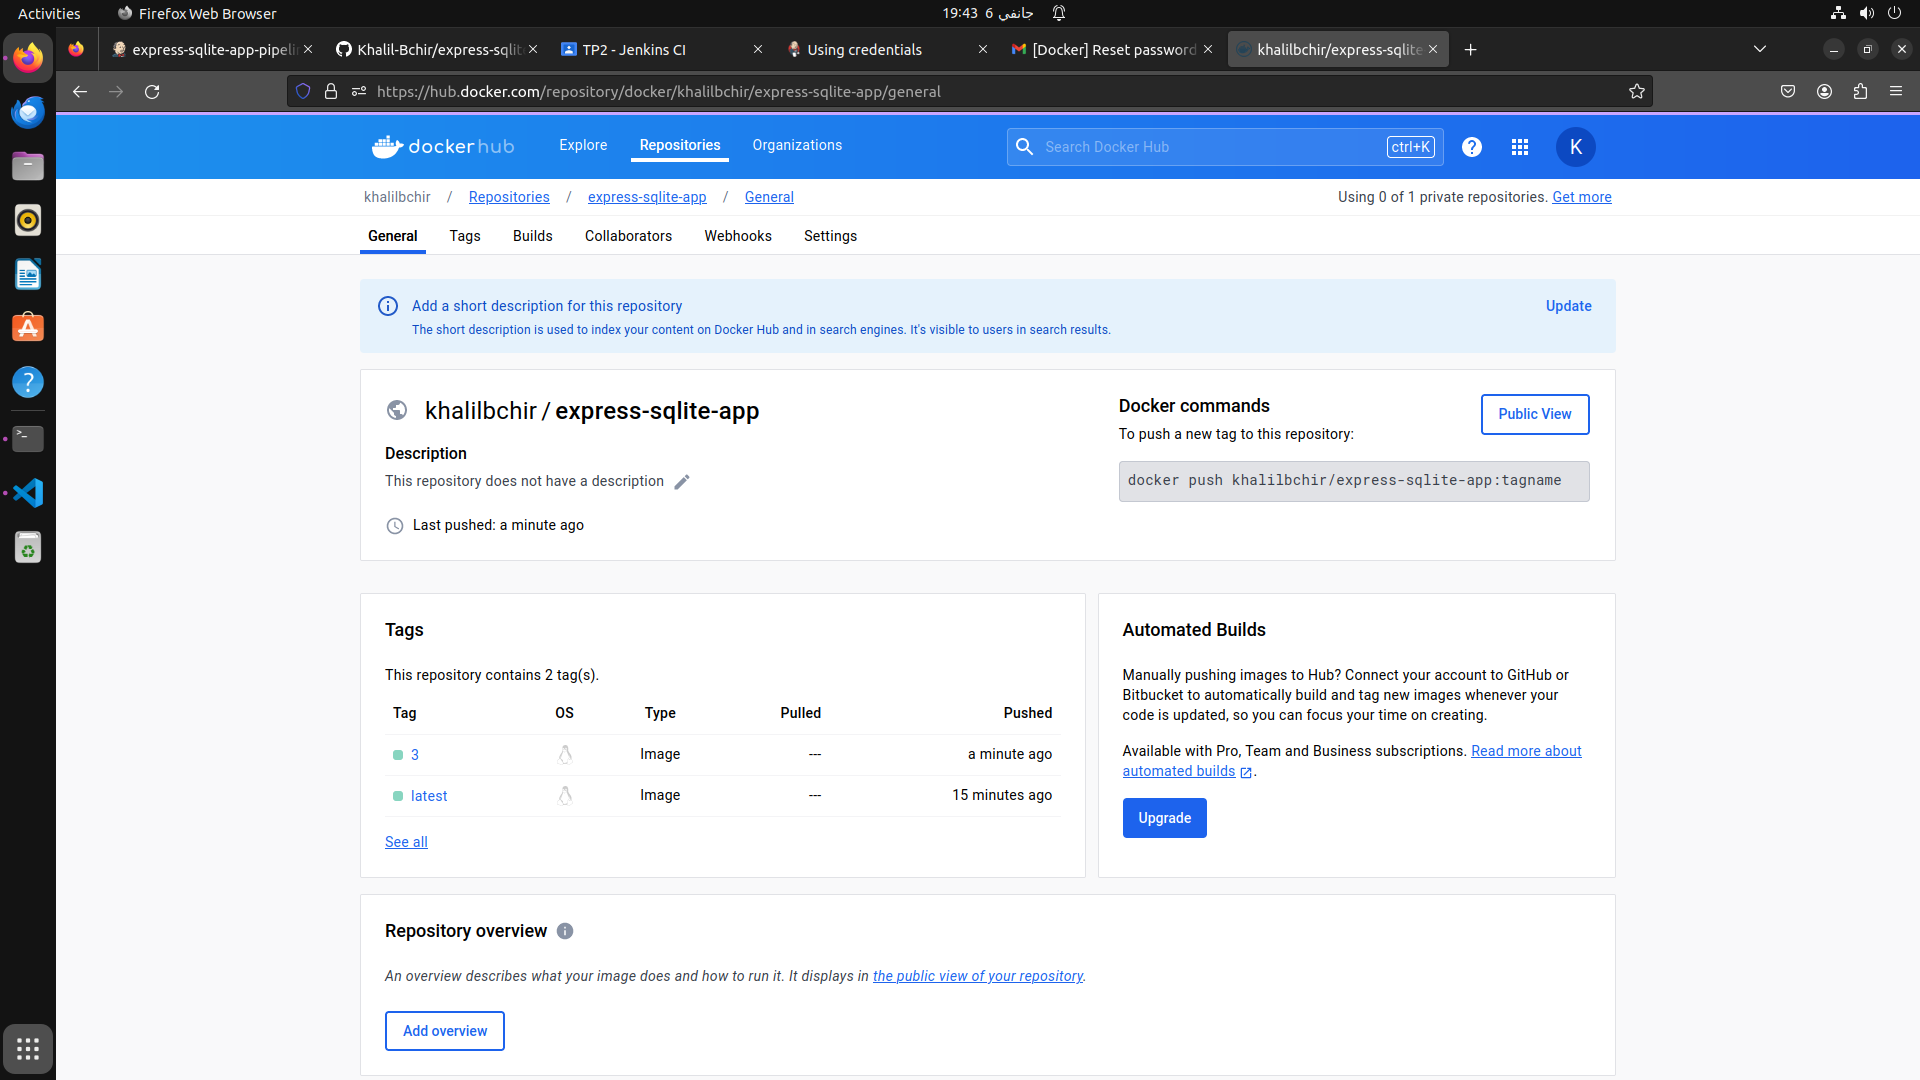 Activities
Firefox Web Browser
19:43 6 جانفي
express-sqlite-app-pipelin
Khalil-Bchir/express-sqlite
TP2 - Jenkins CI
Using credentials
[Docker] Reset password
khalilbchir/express-sqlite
https://hub.docker.com/repository/docker/khalilbchir/express-sqlite-app/general
dockerhub
Explore
Repositories
Organizations
Search Docker Hub
ctrl+K
?
K
khalilbchir / Repositories / express-sqlite-app / General
Using 0 of 1 private repositories. Get more
General
Tags
Builds
Collaborators
Webhooks
Settings
Add a short description for this repository
Update
The short description is used to index your content on Docker Hub and in search engines. It's visible to users in search results.
khalilbchir / express-sqlite-app
Description
This repository does not have a description
Last pushed: a minute ago
Docker commands
Public View
To push a new tag to this repository:
docker push khalilbchir/express-sqlite-app:tagname
Tags
This repository contains 2 tag(s).
Tag OS Type Pulled Pushed
3 Image --- a minute ago
latest Image --- 15 minutes ago
See all
Automated Builds
Manually pushing images to Hub? Connect your account to GitHub or
Bitbucket to automatically build and tag new images whenever your
code is updated, so you can focus your time on creating.
Available with Pro, Team and Business subscriptions. Read more about
automated builds .
Upgrade
Repository overview
An overview describes what your image does and how to run it. It displays in the public view of your repository.
Add overview